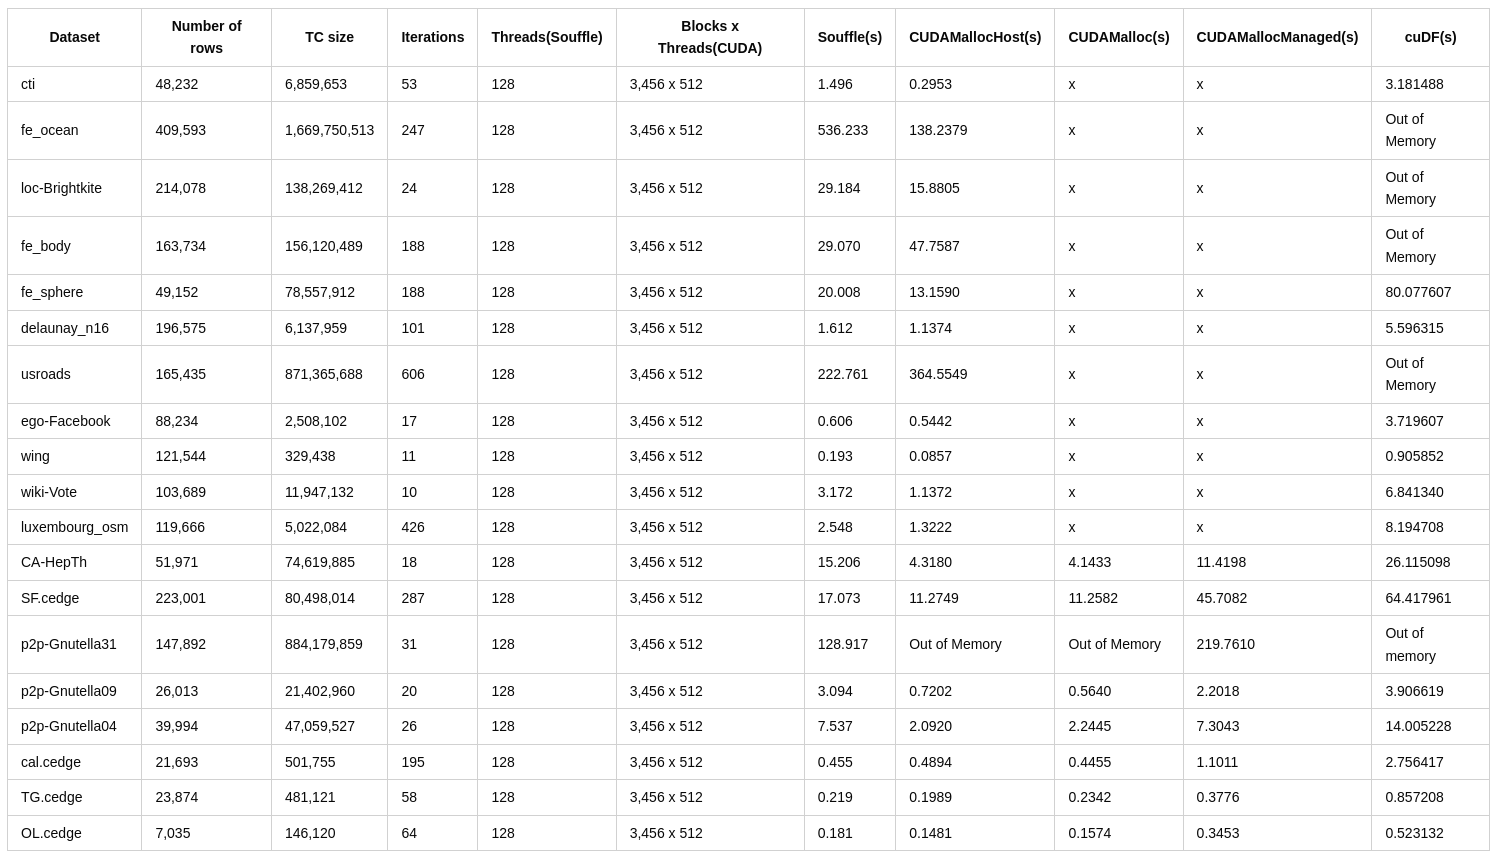 Dataset Number of rows TC size Iterations Threads(Souffle) Blocks x Threads(CUDA) Souffle(s) CUDAMallocHost(s) CUDAMalloc(s) CUDAMallocManaged(s) cuDF(s)
cti 48,232 6,859,653 53 128 3,456 x 512 1.496 0.2953 x x 3.181488
fe_ocean 409,593 1,669,750,513 247 128 3,456 x 512 536.233 138.2379 x x Out of Memory
loc-Brightkite 214,078 138,269,412 24 128 3,456 x 512 29.184 15.8805 x x Out of Memory
fe_body 163,734 156,120,489 188 128 3,456 x 512 29.070 47.7587 x x Out of Memory
fe_sphere 49,152 78,557,912 188 128 3,456 x 512 20.008 13.1590 x x 80.077607
delaunay_n16 196,575 6,137,959 101 128 3,456 x 512 1.612 1.1374 x x 5.596315
usroads 165,435 871,365,688 606 128 3,456 x 512 222.761 364.5549 x x Out of Memory
ego-Facebook 88,234 2,508,102 17 128 3,456 x 512 0.606 0.5442 x x 3.719607
wing 121,544 329,438 11 128 3,456 x 512 0.193 0.0857 x x 0.905852
wiki-Vote 103,689 11,947,132 10 128 3,456 x 512 3.172 1.1372 x x 6.841340
luxembourg_osm 119,666 5,022,084 426 128 3,456 x 512 2.548 1.3222 x x 8.194708
CA-HepTh 51,971 74,619,885 18 128 3,456 x 512 15.206 4.3180 4.1433 11.4198 26.115098
SF.cedge 223,001 80,498,014 287 128 3,456 x 512 17.073 11.2749 11.2582 45.7082 64.417961
p2p-Gnutella31 147,892 884,179,859 31 128 3,456 x 512 128.917 Out of Memory Out of Memory 219.7610 Out of memory
p2p-Gnutella09 26,013 21,402,960 20 128 3,456 x 512 3.094 0.7202 0.5640 2.2018 3.906619
p2p-Gnutella04 39,994 47,059,527 26 128 3,456 x 512 7.537 2.0920 2.2445 7.3043 14.005228
cal.cedge 21,693 501,755 195 128 3,456 x 512 0.455 0.4894 0.4455 1.1011 2.756417
TG.cedge 23,874 481,121 58 128 3,456 x 512 0.219 0.1989 0.2342 0.3776 0.857208
OL.cedge 7,035 146,120 64 128 3,456 x 512 0.181 0.1481 0.1574 0.3453 0.523132